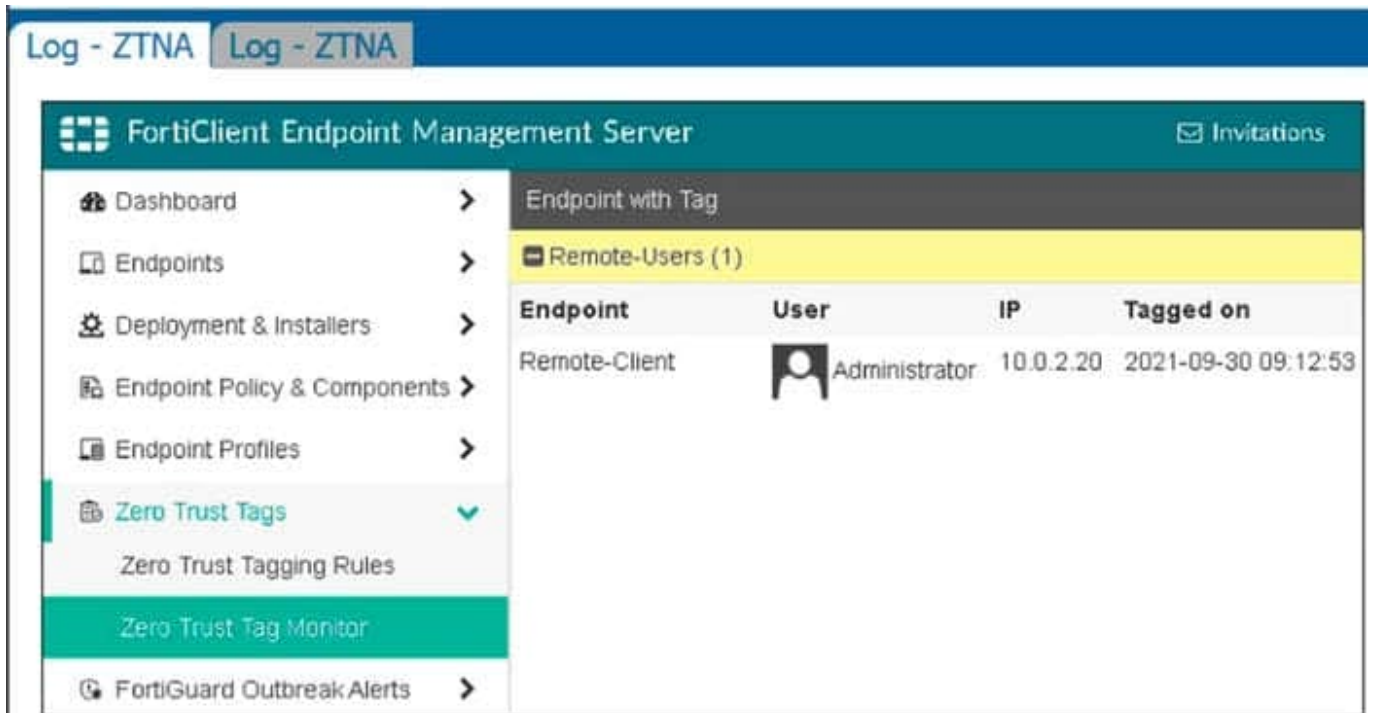 Log - ZTNA Log - ZTNA
FortiClient Endpoint Management Server Invitations
Dashboard
Endpoints
Deployment & Installers
Endpoint Policy & Components
Endpoint Profiles
Zero Trust Tags
Zero Trust Tagging Rules
Zero Trust Tag Monitor
FortiGuard Outbreak Alerts
Endpoint with Tag
Remote-Users (1)
Endpoint User IP Tagged on
Remote-Client Administrator 10.0.2.20 2021-09-30 09:12:53